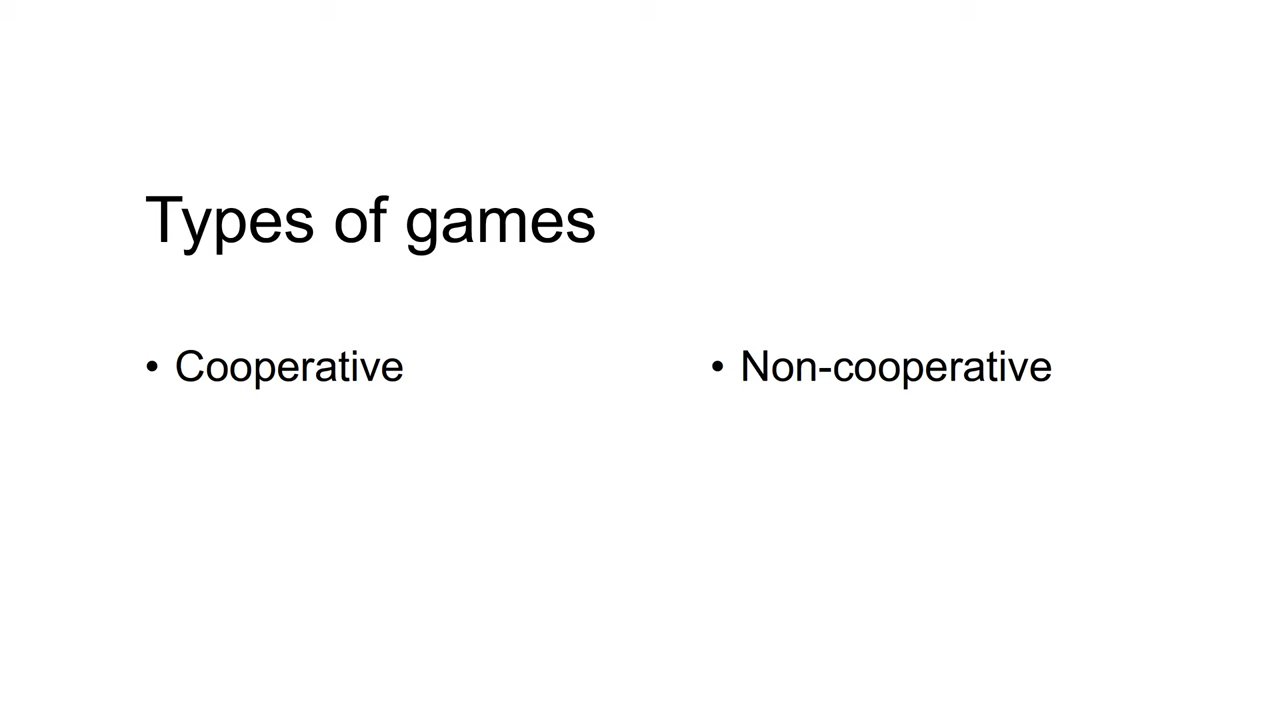 Types of games
• Cooperative
• Non-cooperative